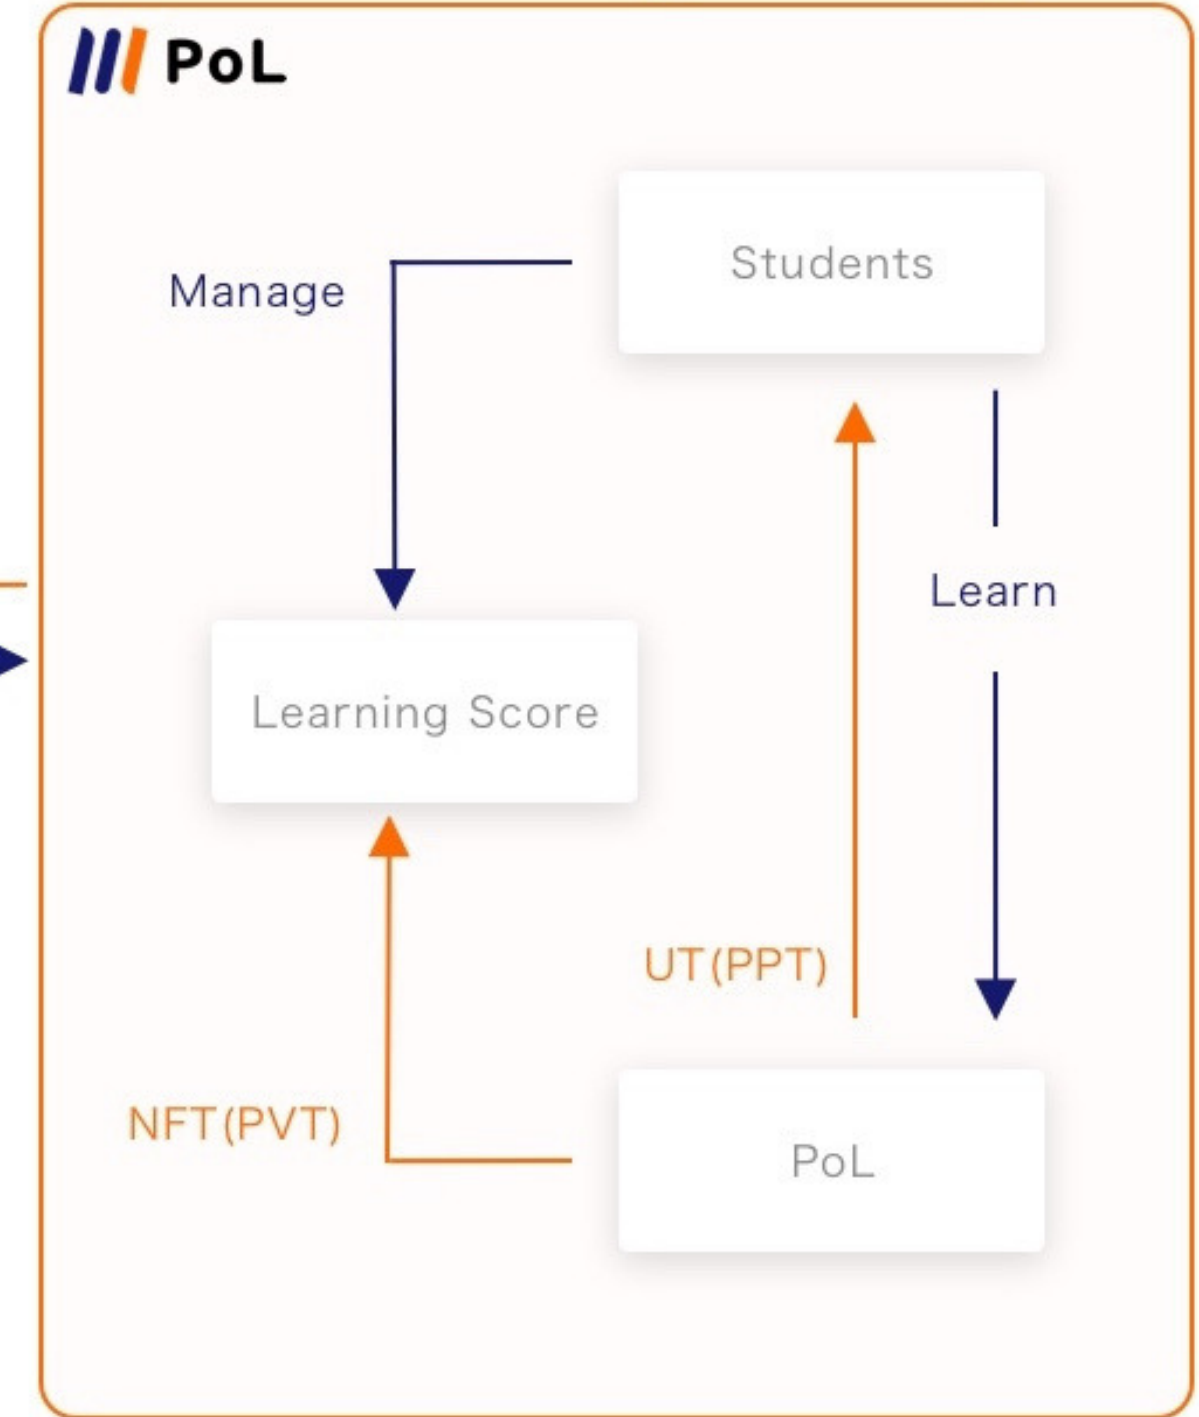 PoL
Students
Manage
Learn
Learning Score
UT(PPT)
NFT(PVT)
PoL